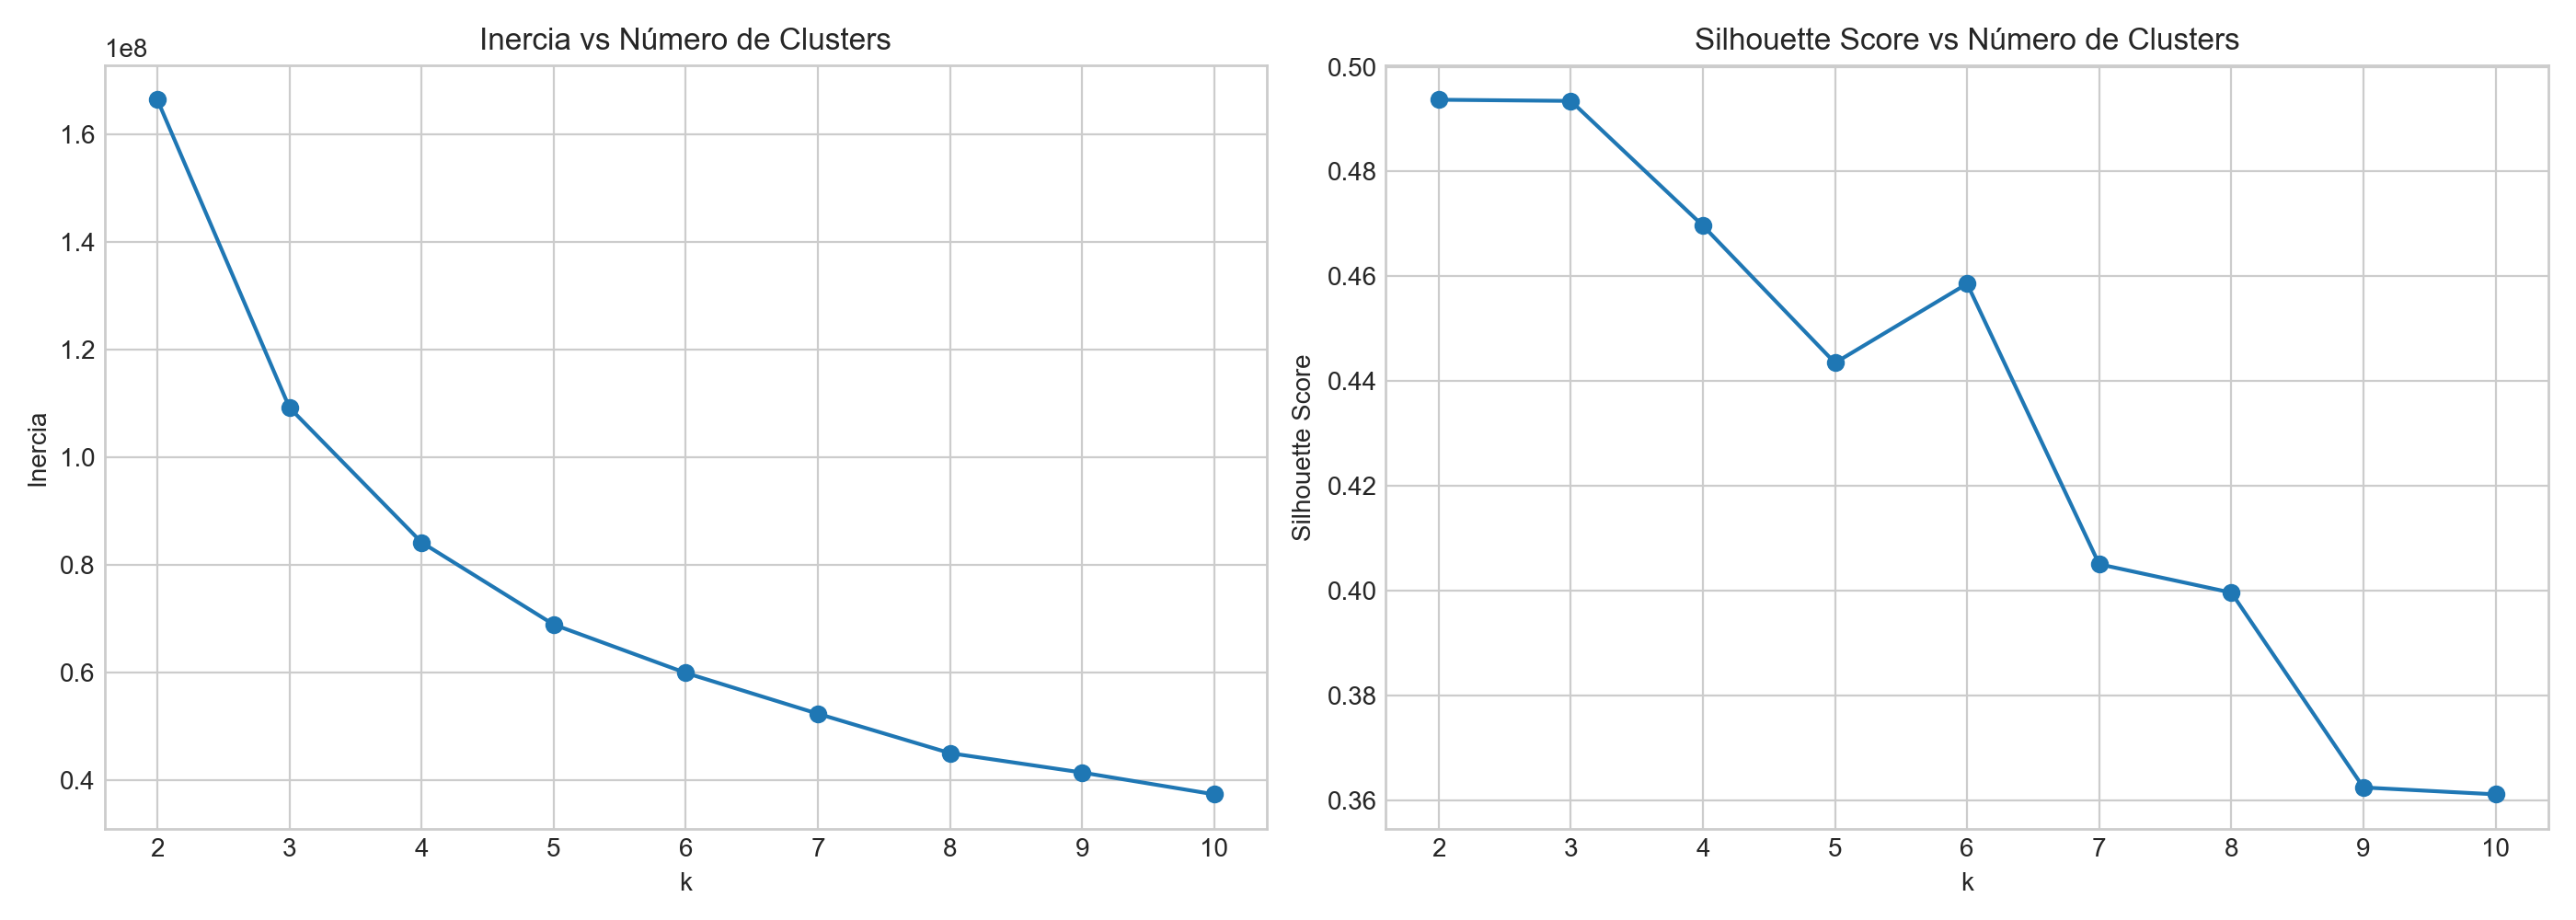 Inercia vs Número de Clusters
1e8
1.6
1.4
1.2
1.0
0.8
0.6
0.4
Inercia
2 3 4 5 6 7 8 9 10
k
Silhouette Score vs Número de Clusters
0.50
0.48
0.46
0.44
0.42
0.40
0.38
0.36
Silhouette Score
2 3 4 5 6 7 8 9 10
k